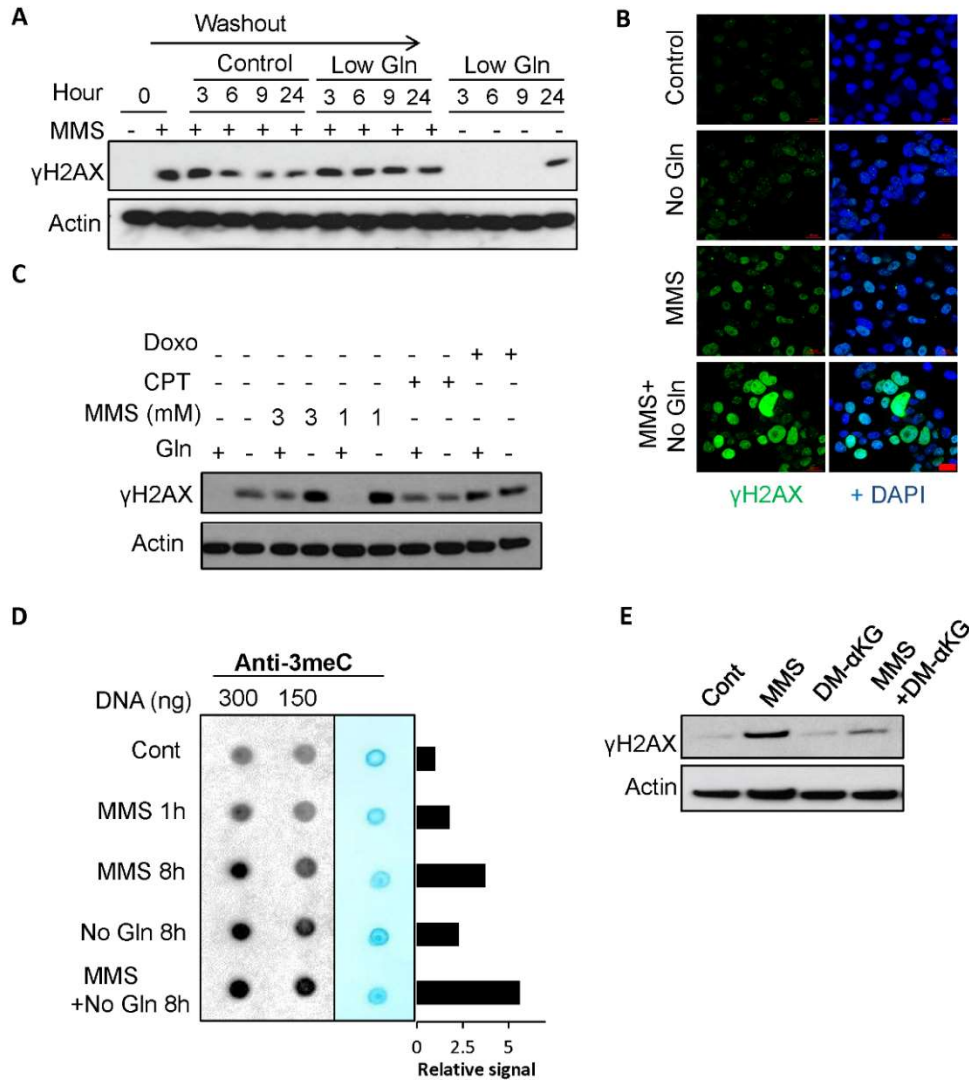 A
Washout
Control Low Gln Low Gln
Hour 0 3 6 9 24 3 6 9 24 3 6 9 24
MMS - + + + + + + + + + - - - -
γH2AX
Actin
B
Control
No Gln
MMS
MMS+
No Gln
γH2AX + DAPI
C
Doxo - - - - - - - - + +
CPT - - - - - - + + - -
MMS (mM) - - 3 3 1 1 - - - -
Gln + - + - + - + - + -
γH2AX
Actin
D
Anti-3meC
DNA (ng) 300 150
Cont
MMS 1h
MMS 8h
No Gln 8h
MMS
+No Gln 8h
0 2.5 5
Relative signal
E
Cont MMS DM-αKG MMS
+DM-αKG
γH2AX
Actin